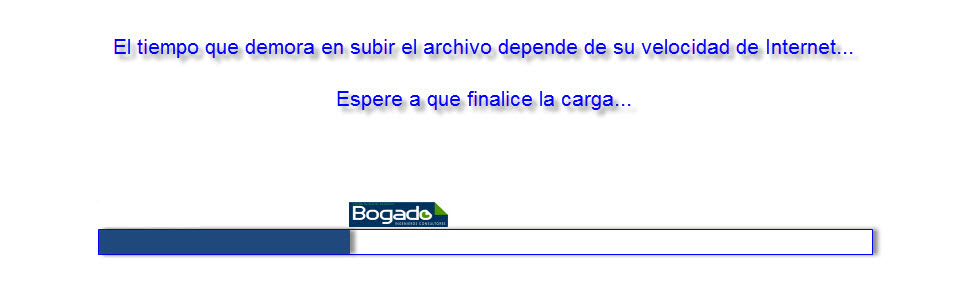 El tiempo que demora en subir el archivo depende de su velocidad de Internet...
Espere a que finalice la carga...
Bogado
INGENIEROS CONSULTORES